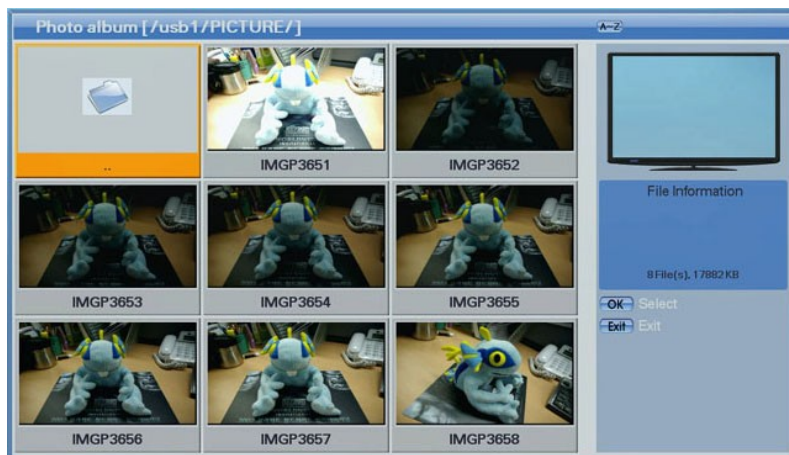 Photo album [/usb1/PICTURE/]
A-Z
..
IMGP3651
IMGP3652
IMGP3653
IMGP3654
IMGP3655
IMGP3656
IMGP3657
IMGP3658
File Information
8 File(s), 17882 KB
OK Select
Exit Exit